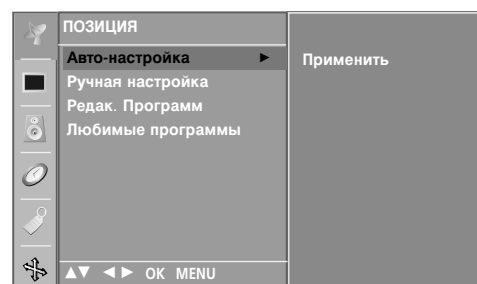 ПОЗИЦИЯ
Авто-настройка ►
Применить
Ручная настройка
Редак. Программ
Любимые программы
▲▼ ◄► OK MENU